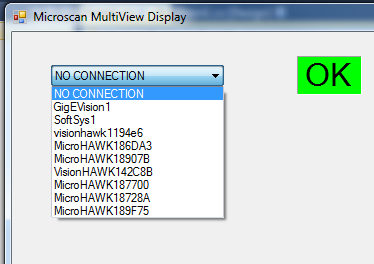 Microscan MultiView Display
NO CONNECTION
OK
NO CONNECTION
GigEVision1
SoftSys1
visionhawk1194e6
MicroHAWK186DA3
MicroHAWK18907B
VisionHAWK142C8B
MicroHAWK187700
MicroHAWK18728A
MicroHAWK189F75